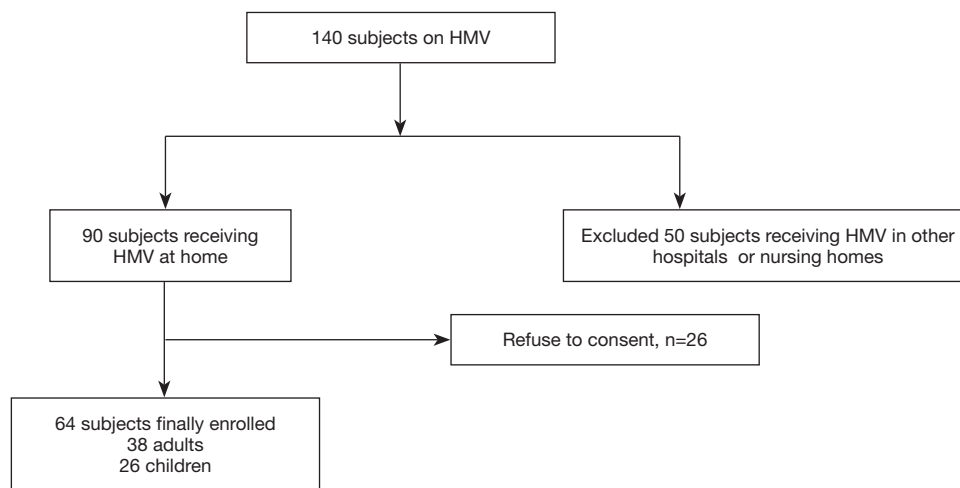 140 subjects on HMV
90 subjects receiving
HMV at home
Excluded 50 subjects receiving HMV in other
hospitals or nursing homes
Refuse to consent, n=26
64 subjects finally enrolled
38 adults
26 children